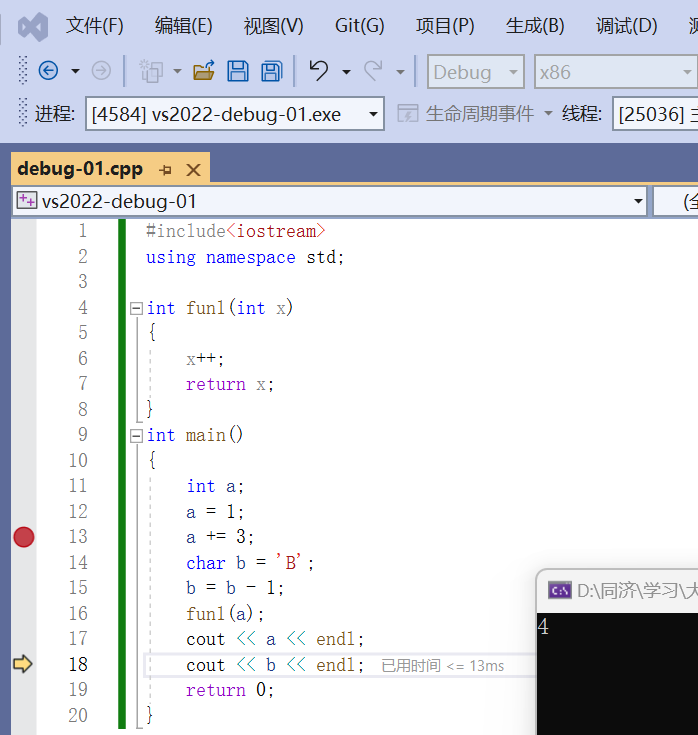 文件(F) 编辑(E) 视图(V) Git(G) 项目(P) 生成(B) 调试(D)
Debug x86
进程: [4584] vs2022-debug-01.exe 生命周期事件 线程: [25036]
debug-01.cpp
vs2022-debug-01 (全
1 #include<iostream>
2 using namespace std;
3
4 int fun1(int x)
5 {
6 x++;
7 return x;
8 }
9 int main()
10 {
11 int a;
12 a = 1;
13 a += 3;
14 char b = 'B';
15 b = b - 1;
16 fun1(a);
17 cout << a << endl;
18 cout << b << endl; 已用时间 <= 13ms
19 return 0;
20 }
C:\ D:\同济\学习\大
4